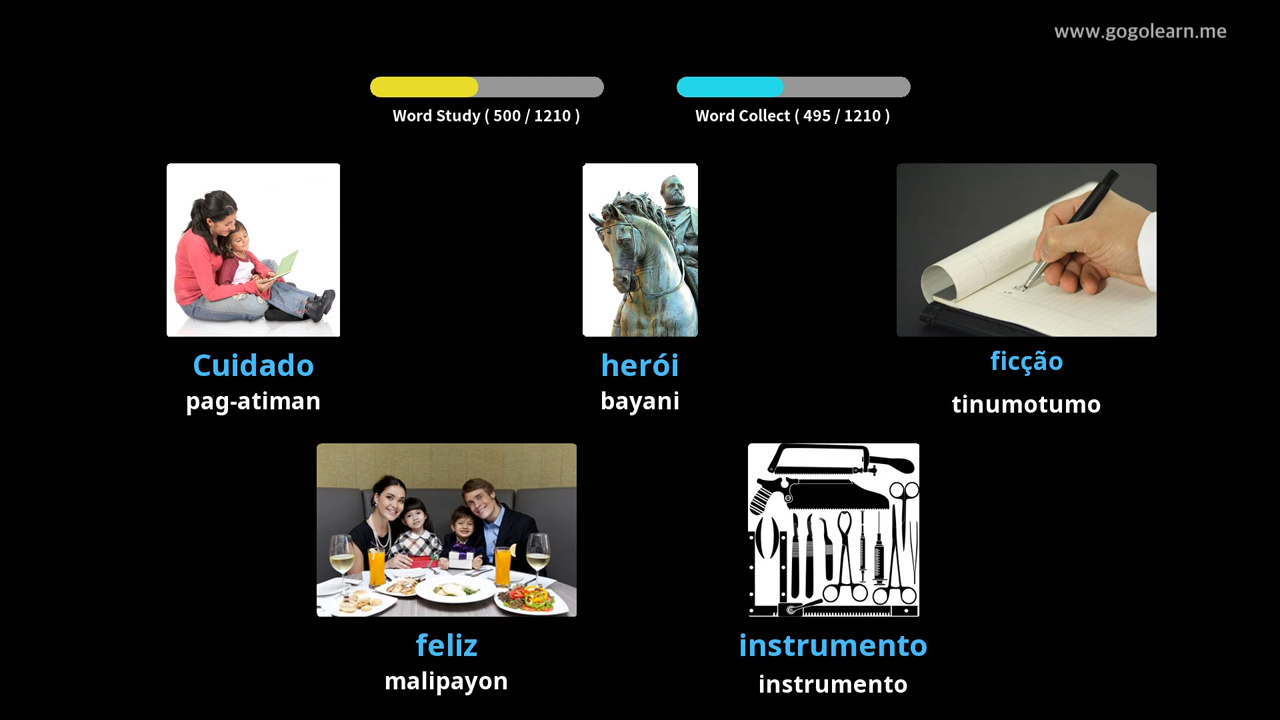 www.gogolearn.me
Word Study ( 500 / 1210 )
Word Collect ( 495 / 1210 )
Cuidado
pag-atiman
herói
bayani
ficção
tinumotumo
feliz
malipayon
instrumento
instrumento